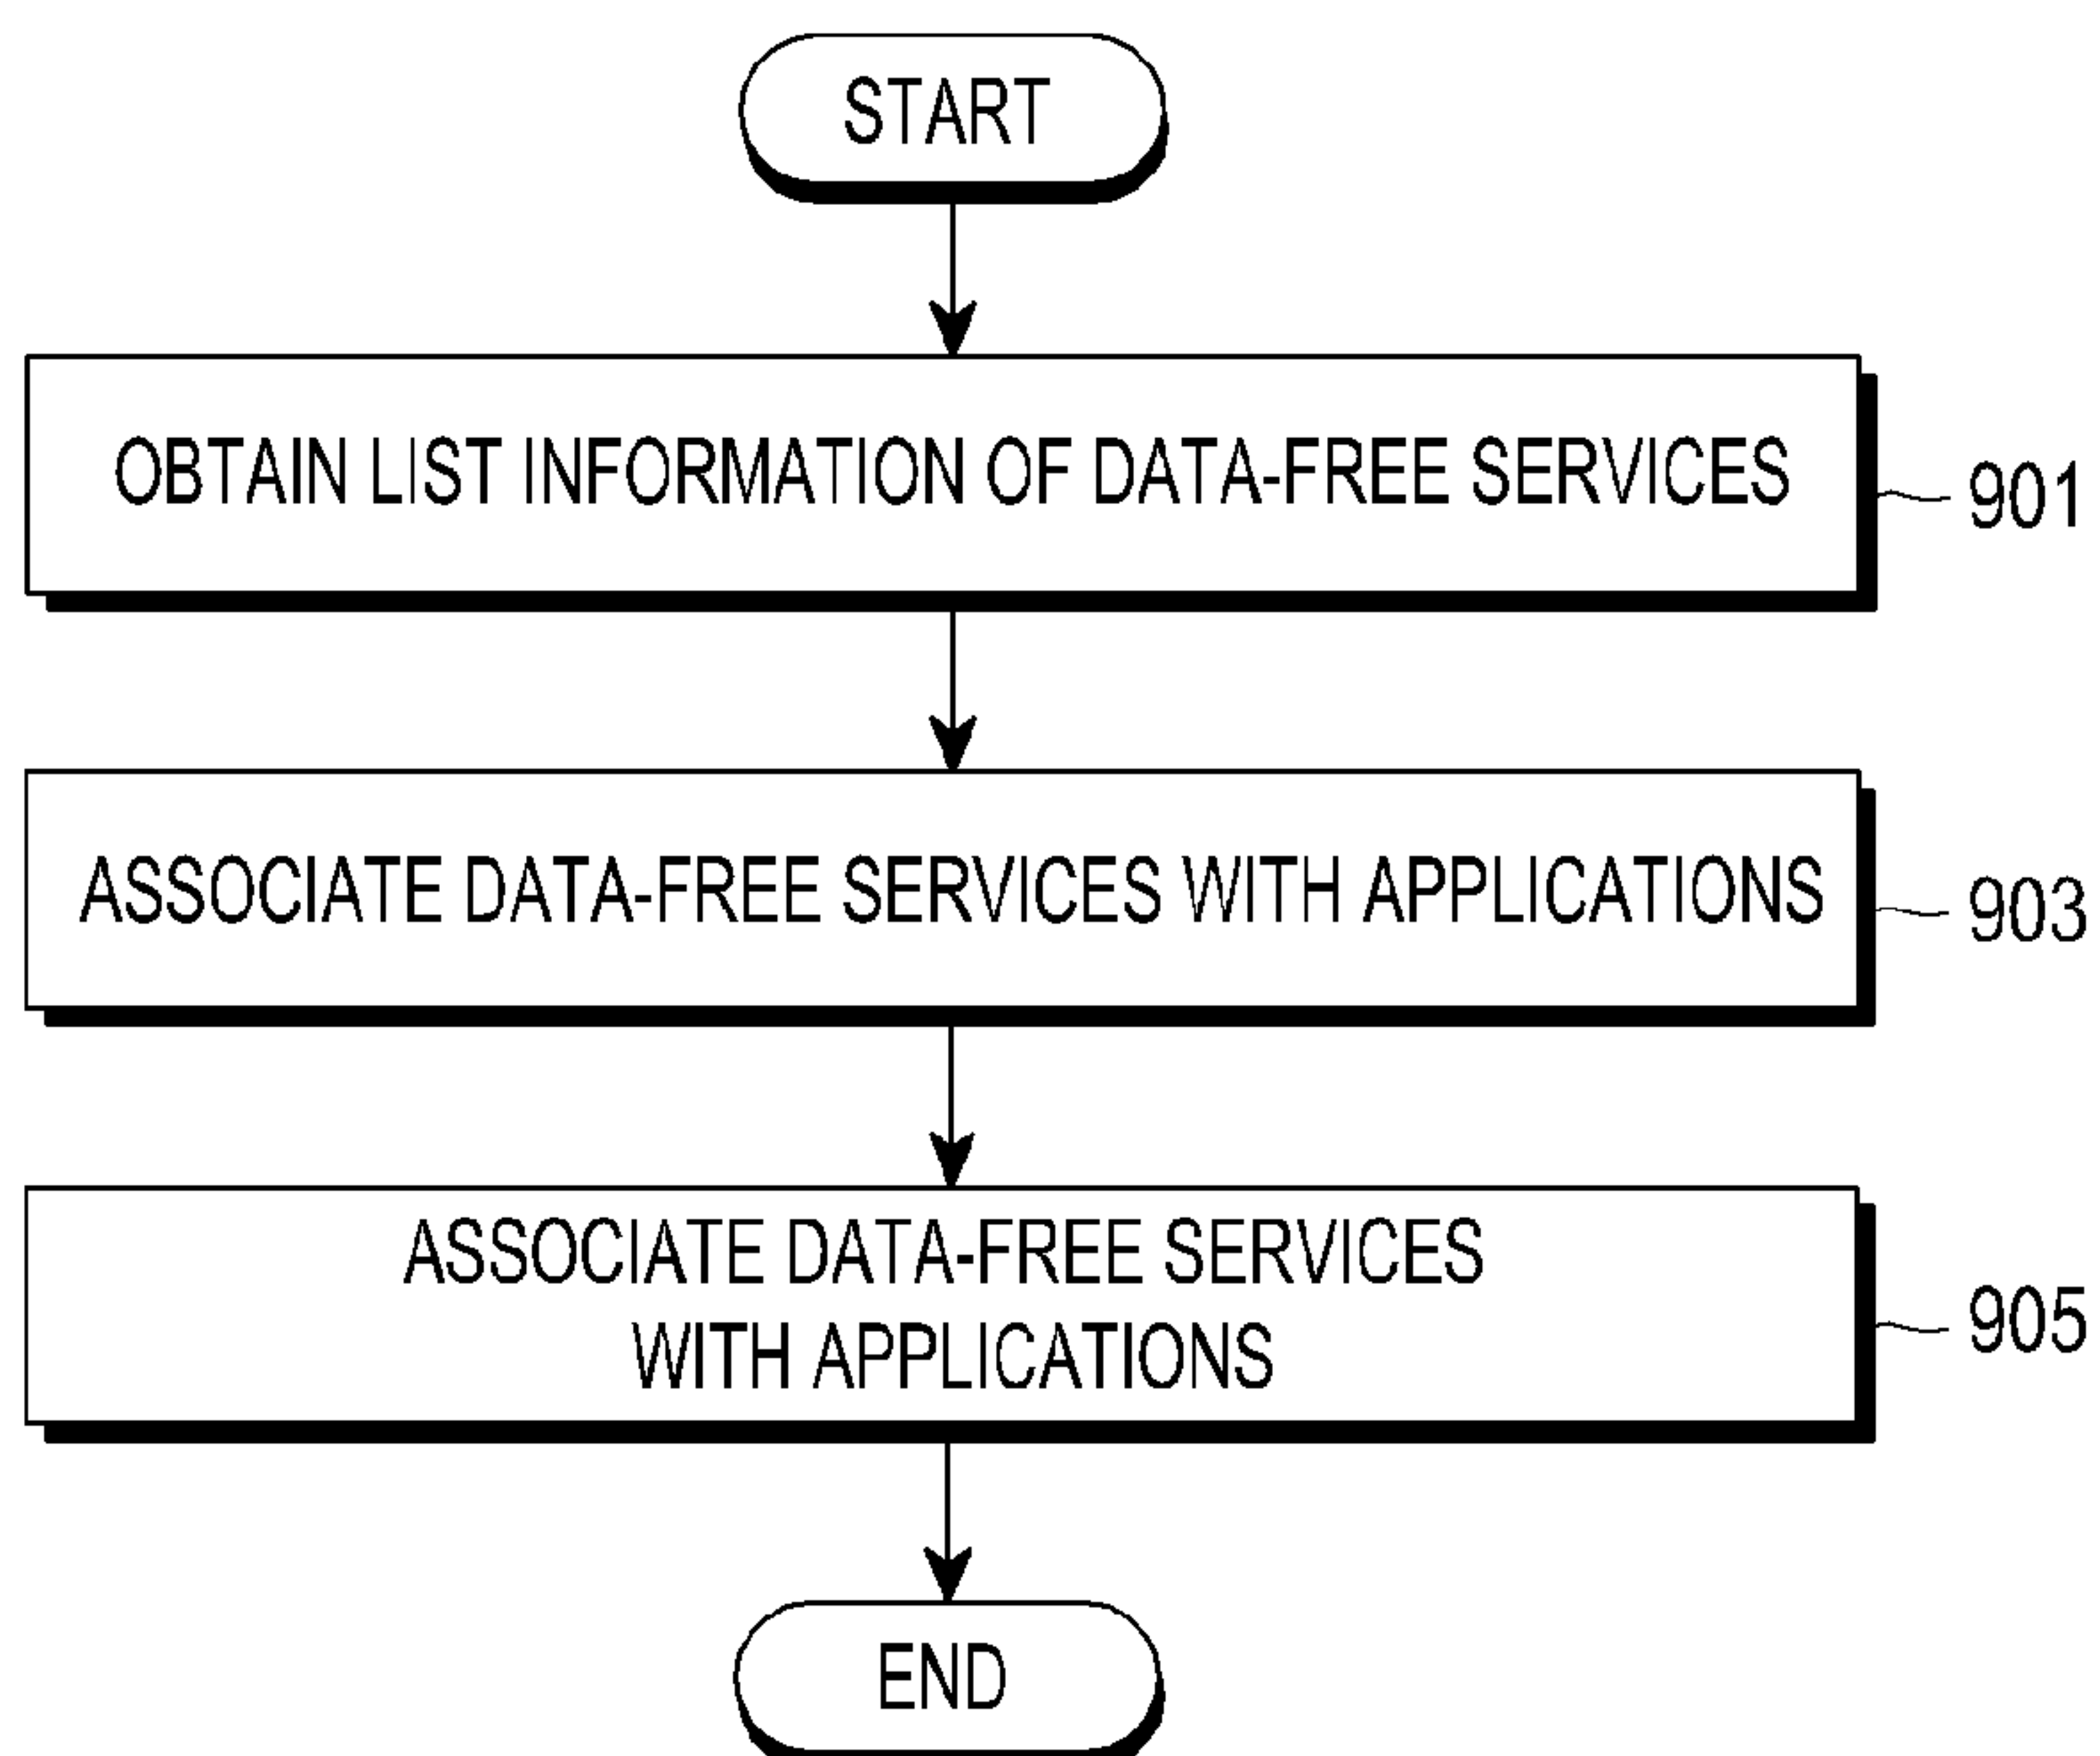 START
OBTAIN LIST INFORMATION OF DATA-FREE SERVICES
901
ASSOCIATE DATA-FREE SERVICES WITH APPLICATIONS
903
ASSOCIATE DATA-FREE SERVICES
WITH APPLICATIONS
905
END